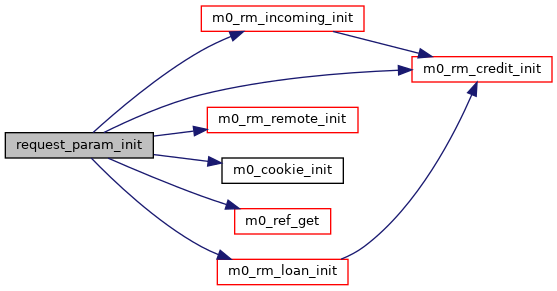 m0_rm_incoming_init
m0_rm_credit_init
m0_rm_remote_init
request_param_init
m0_cookie_init
m0_ref_get
m0_rm_loan_init